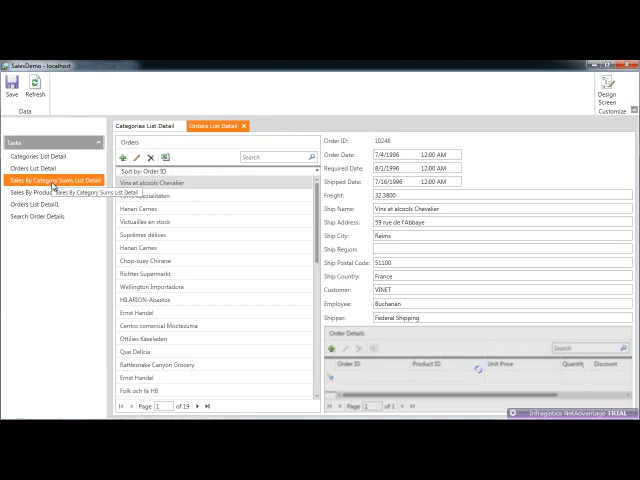 SalesDemo - localhost
Save
Refresh
Data
Design
Screen
Customize
Tasks
Categories List Detail
Orders List Detail
Sales By Category Sums List Detail
Sales By Produ
Sales By Category Sums List Detail
Orders List Detail1
Search Order Details
Categories List Detail
Orders List Detail
Orders
Search
Sort by: Order ID
Vins et alcools Chevalier
Hanari Carnes
Victuailles en stock
Suprêmes délices
Hanari Carnes
Chop-suey Chinese
Richter Supermarkt
Wellington Importadora
HILARION-Abastos
Ernst Handel
Centro comercial Moctezuma
Ottilies Käseladen
Que Delícia
Rattlesnake Canyon Grocery
Ernst Handel
Folk och fä HB
Page 1 of 19
Order ID: 10248
Order Date: 7/4/1996 12:00 AM
Required Date: 8/1/1996 12:00 AM
Shipped Date: 7/16/1996 12:00 AM
Freight: 32.3800
Ship Name: Vins et alcools Chevalier
Ship Address: 59 rue de l'Abbaye
Ship City: Reims
Ship Region:
Ship Postal Code: 51100
Ship Country: France
Customer: VINET
Employee: Buchanan
Shipper: Federal Shipping
Order Details
Search
Order ID Product ID Unit Price Quantity Discount
Page 1 of 1
Infragistics NetAdvantage TRIAL